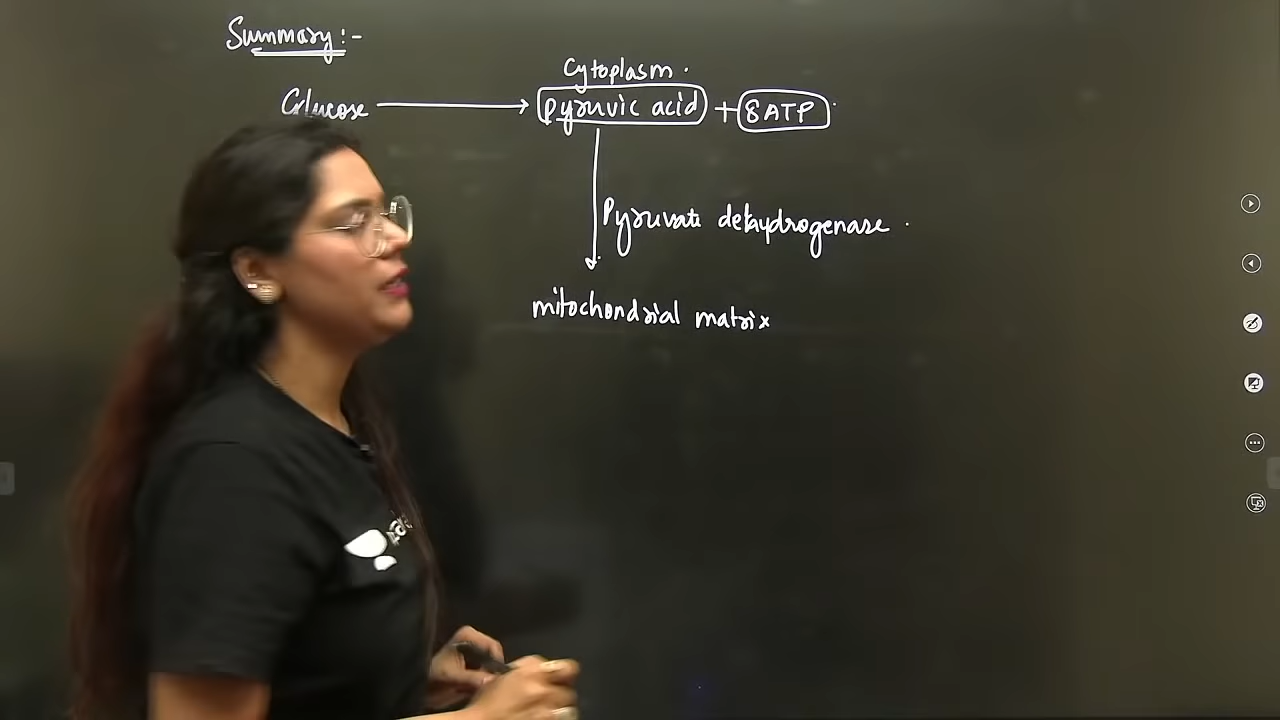 Summary:-
Glucose → Cytoplasm.
Pyruvic acid + 8ATP
Pyruvate dehydrogenase.
mitochondrial matrix